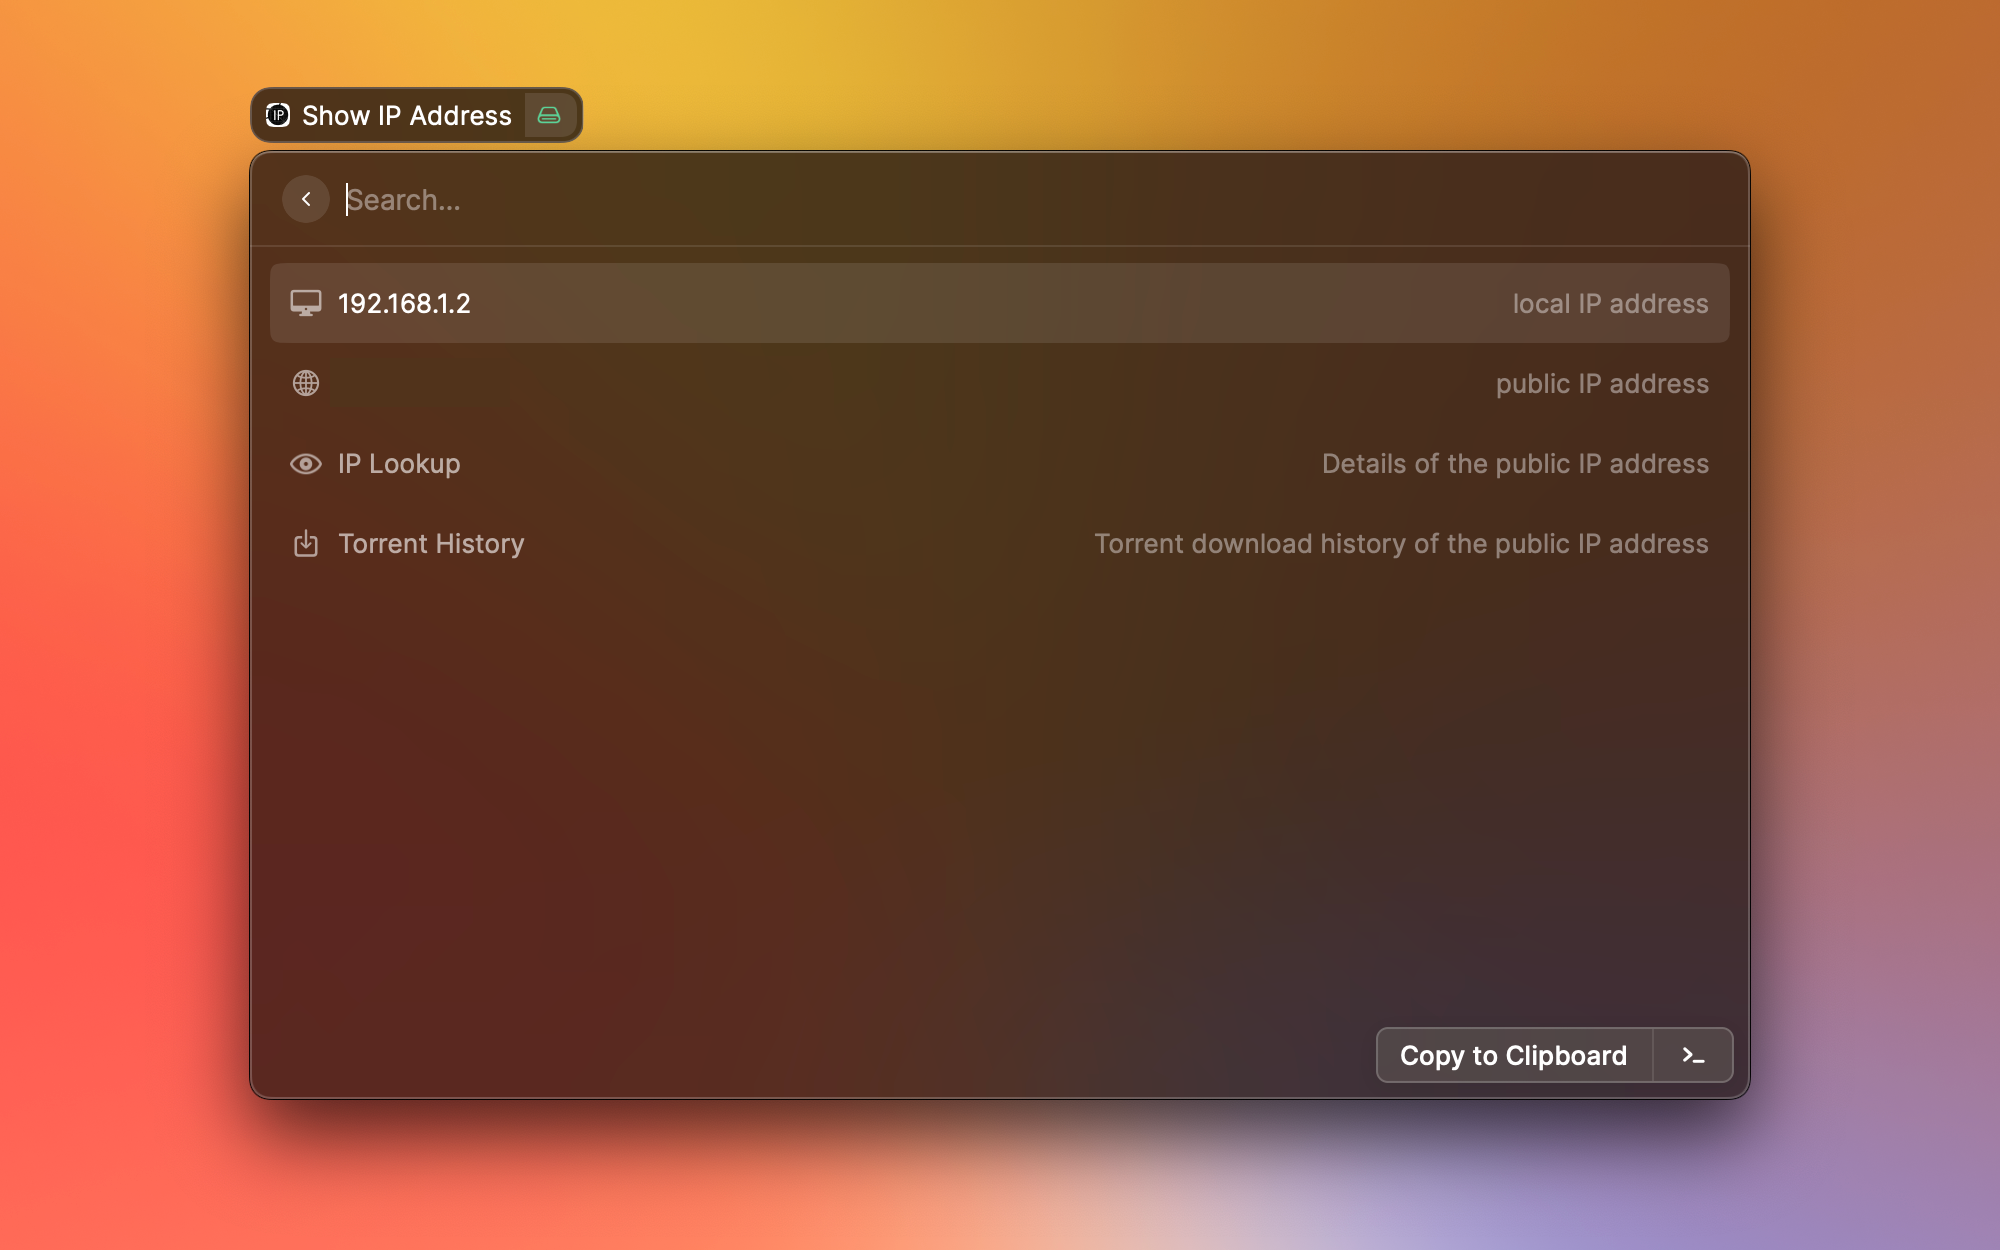 IP Show IP Address
Search...
192.168.1.2 local IP address
public IP address
IP Lookup Details of the public IP address
Torrent History Torrent download history of the public IP address
Copy to Clipboard